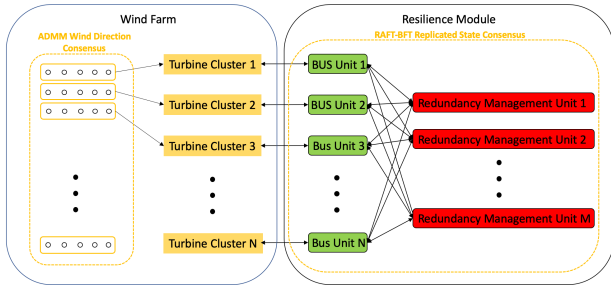 Wind Farm
Resilience Module
ADMM Wind Direction
Consensus
RAFT-BFT Replicated State Consensus
Turbine Cluster 1
BUS Unit 1
Turbine Cluster 2
BUS Unit 2
Redundancy Management Unit 1
Turbine Cluster 3
Bus Unit 3
Redundancy Management Unit 2
Redundancy Management Unit M
Turbine Cluster N
Bus Unit N